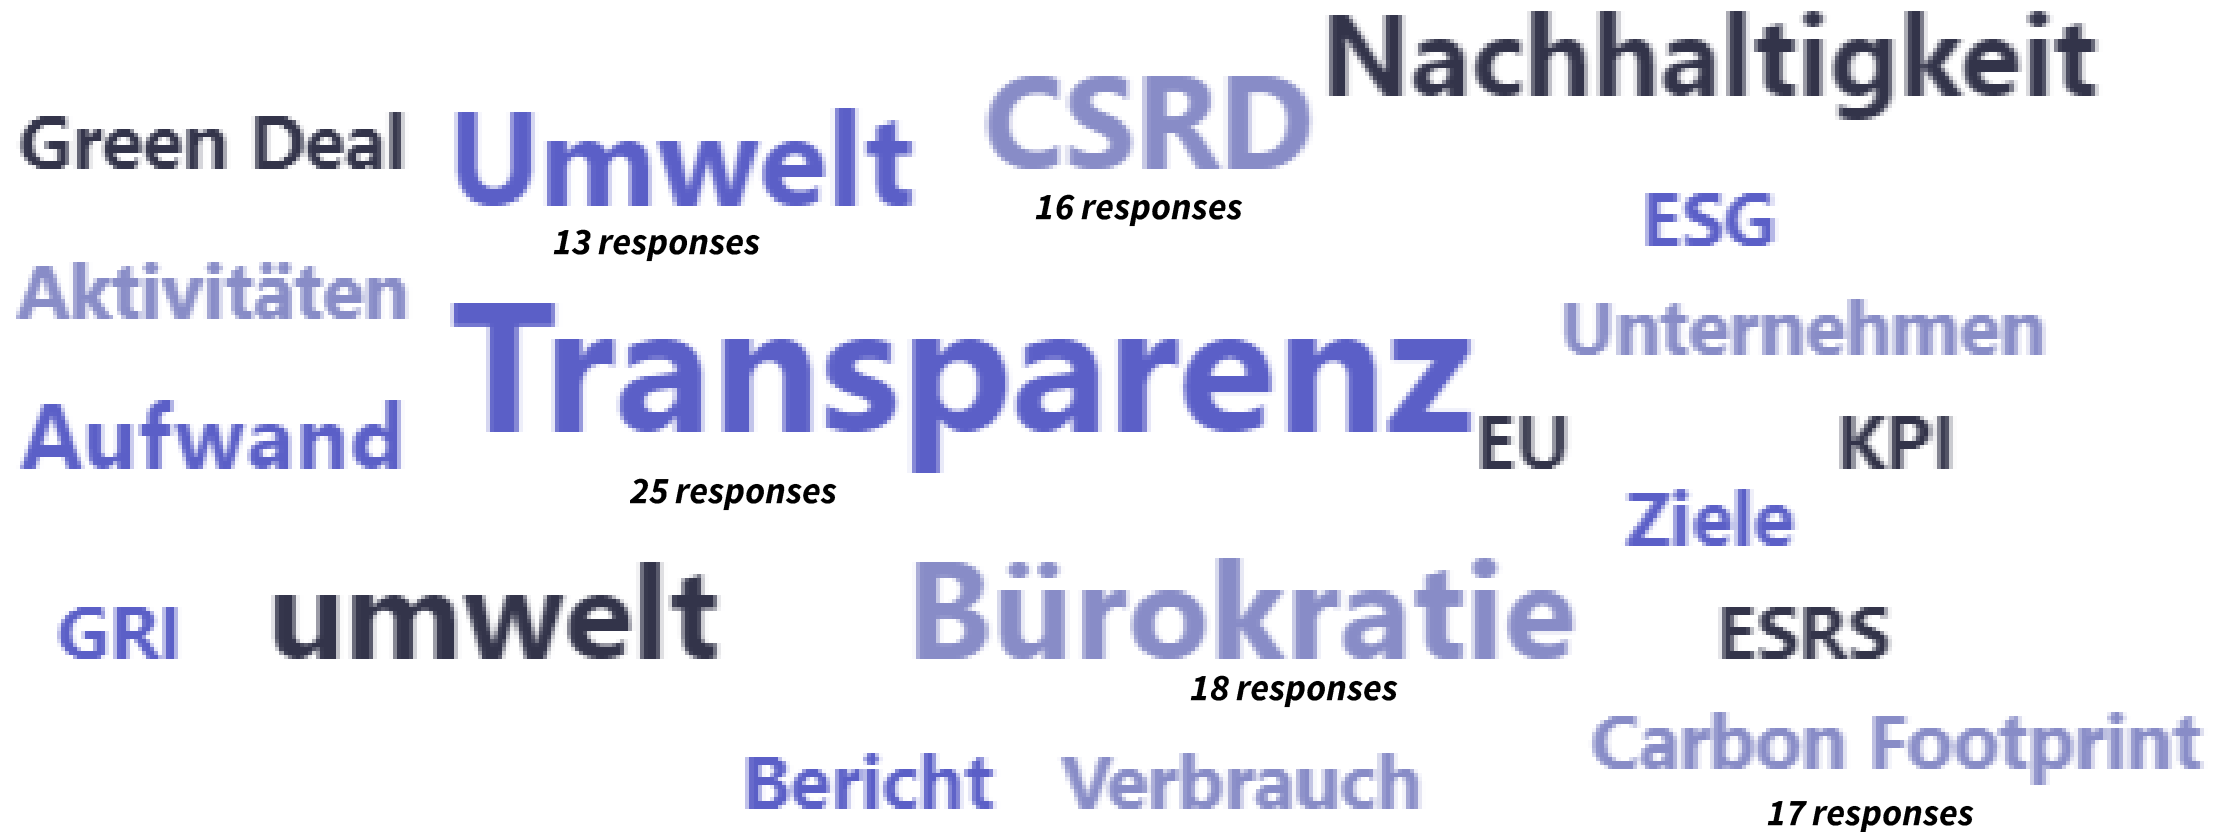 Nachhaltigkeit
Green Deal
Umwelt
13 responses
CSRD
16 responses
ESG
Aktivitäten
Transparenz
25 responses
Unternehmen
Aufwand
EU
KPI
Ziele
GRI
umwelt
Bürokratie
18 responses
ESRS
Bericht
Verbrauch
Carbon Footprint
17 responses